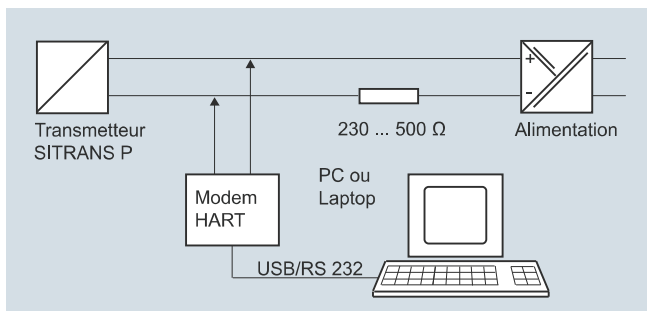 +
-
Transmetteur
SITRANS P
230 ... 500 Ω
Alimentation
PC ou
Laptop
Modem
HART
USB/RS 232